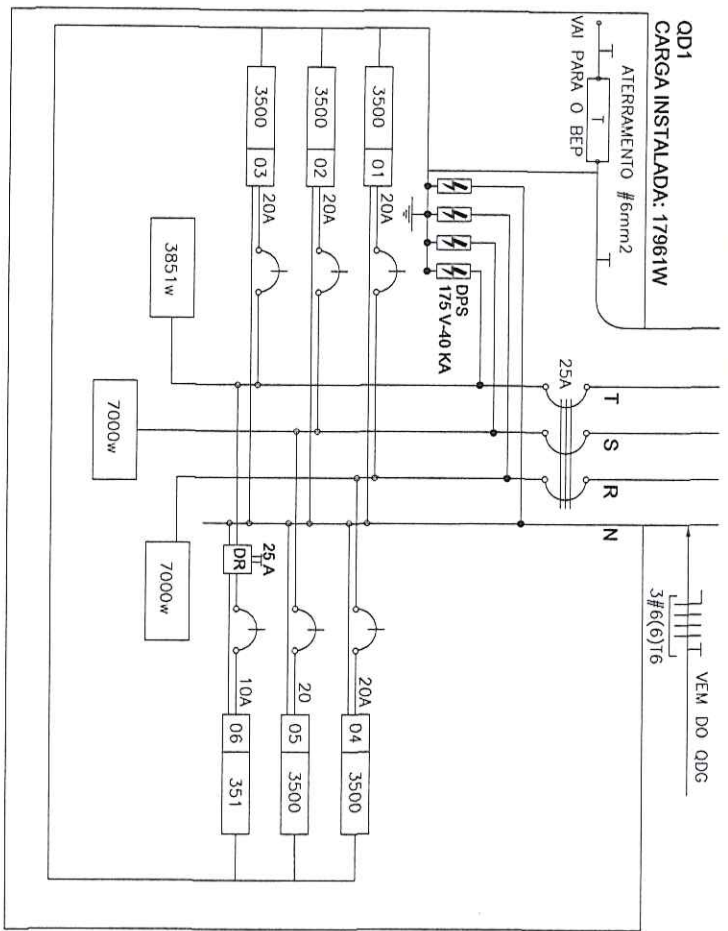 QD1
CARGA INSTALADA: 17961W
ATERRAMENTO #6mm2
T
T
T
VAI PARA O BEP
VEM DO QDG
3#6(6)T6
25A
T
S
R
N
DPS
175 V-40 KA
3500 01 20A
3500 02 20A
3500 03 20A
20A 04 3500
20 05 3500
25 A
DR
10A 06 351
3851w
7000w
7000w